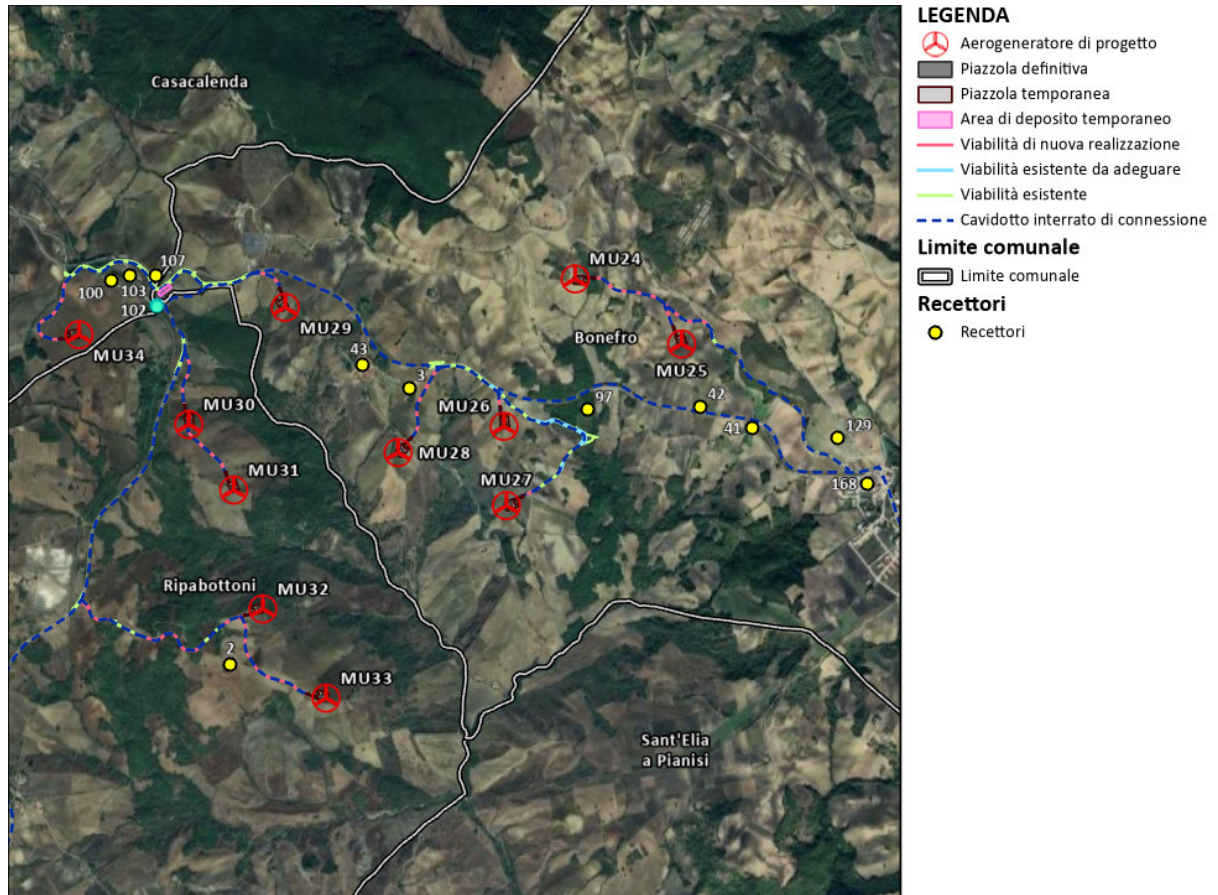 Casacalenda
107
100
103
102
MU34
MU29
MU24
Bonefro
MU25
43
3
MU26
97
42
41
129
168
MU30
MU28
MU31
MU27
Ripabottoni
MU32
2
MU33
Sant'Elia
a Pianisi
LEGENDA
Aerogeneratore di progetto
Piazzola definitiva
Piazzola temporanea
Area di deposito temporaneo
Viabilità di nuova realizzazione
Viabilità esistente da adeguare
Viabilità esistente
Cavidotto interrato di connessione
Limite comunale
Limite comunale
Recettori
Recettori